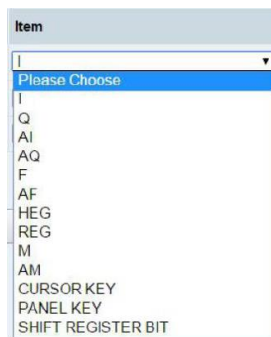 Item
I
Please Choose
I
Q
AI
AQ
F
AF
HEG
REG
M
AM
CURSOR KEY
PANEL KEY
SHIFT REGISTER BIT